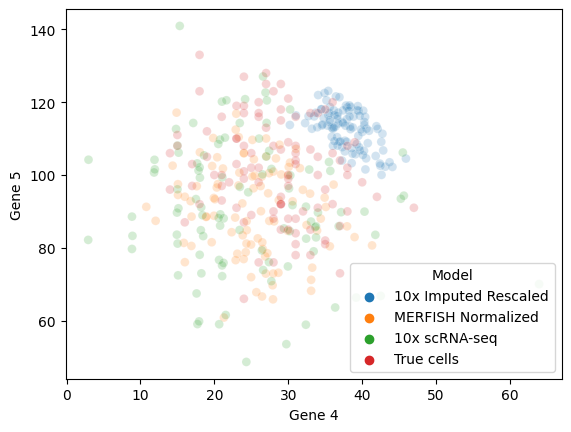 140
120
100
80
60
Gene 5
0
10
20
30
40
50
60
Gene 4
Model
10x Imputed Rescaled
MERFISH Normalized
10x scRNA-seq
True cells